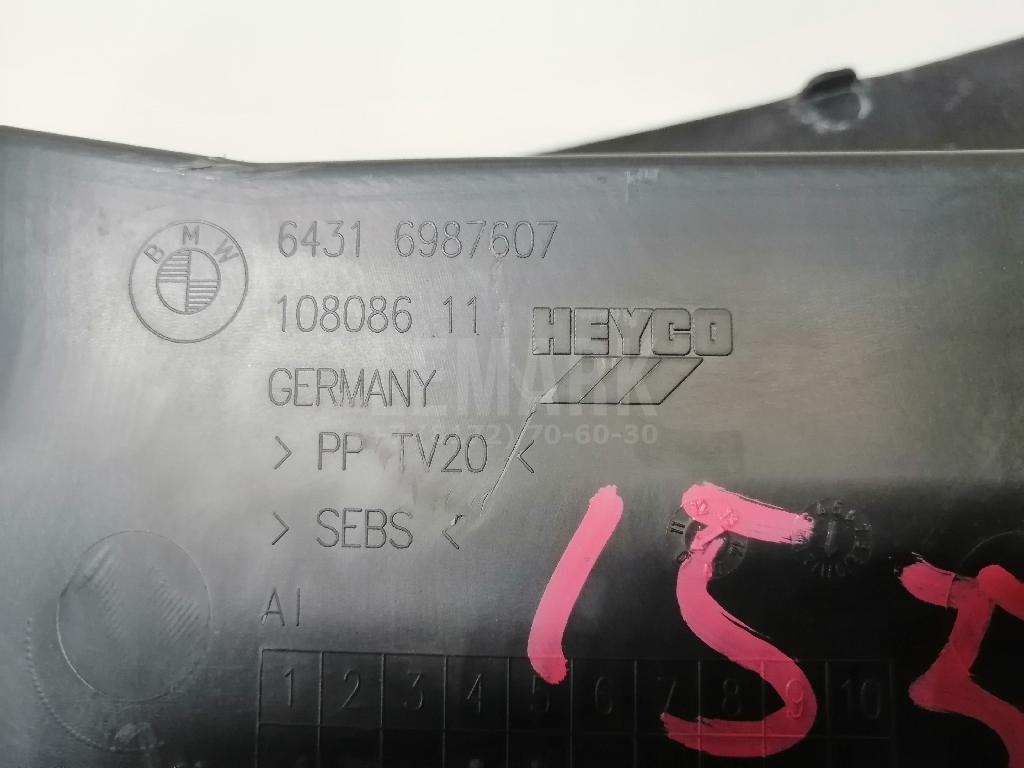 BMW
6431 6987607
108086 11
HEYCO
GERMANY
> PP TV20 <
> SEBS <
AI
1 2 3 4 5 6 7 8 9 10
15